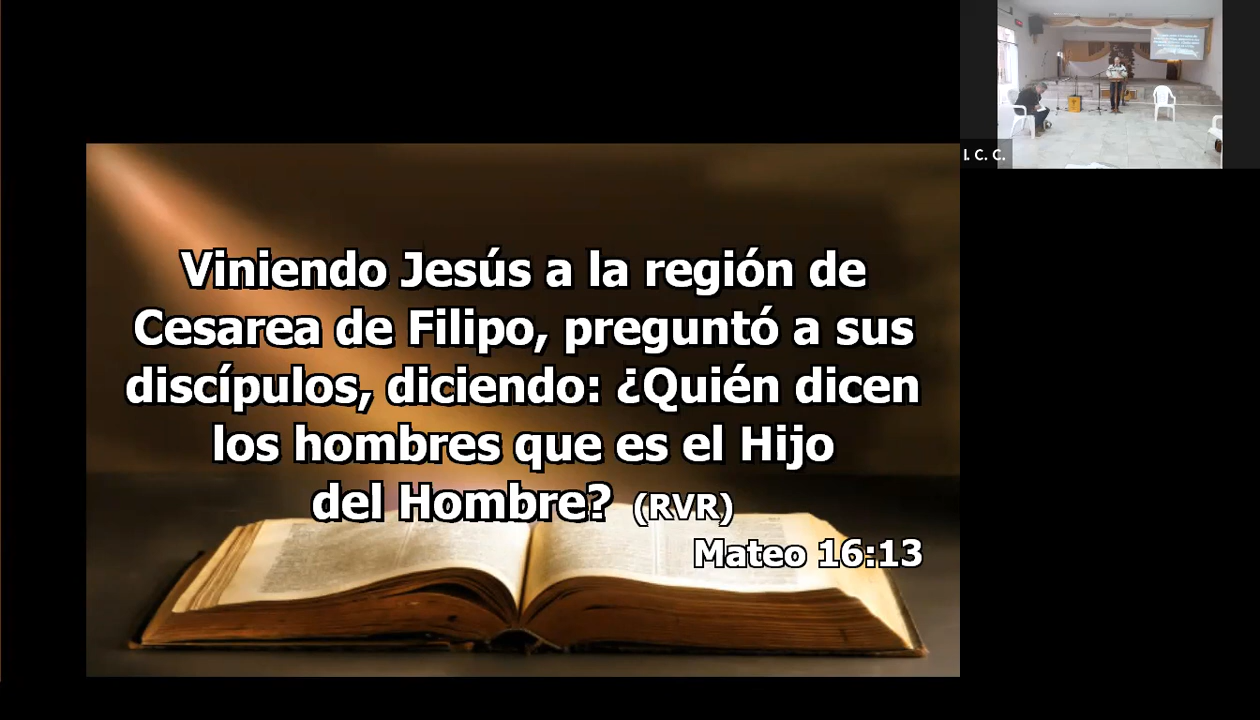 Viniendo Jesús a la región de
Cesarea de Filipo, preguntó a sus
discípulos, diciendo: ¿Quién dicen
los hombres que es el Hijo
del Hombre? (RVR)
Mateo 16:13
I. C. C.